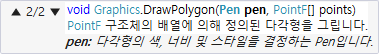 ▲ 2/2 ▼ void Graphics.DrawPolygon(Pen pen, PointF[] points)
PointF 구조체의 배열에 의해 정의된 다각형을 그립니다.
pen: 다각형의 색, 너비 및 스타일을 결정하는 Pen입니다.